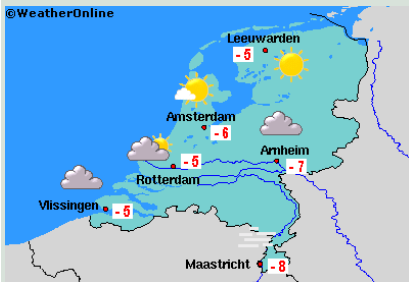 ©WeatherOnline
Leeuwarden
- 5
Amsterdam
- 6
Arnheim
- 5
- 7
Rotterdam
Vlissingen
- 5
Maastricht
- 8